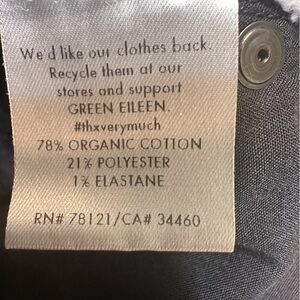 We'd like our clothes back.
Recycle them at our
stores and support
GREEN EILEEN.
#thxverymuch
78% ORGANIC COTTON
21% POLYESTER
1% ELASTANE
RN# 78121/CA# 34460